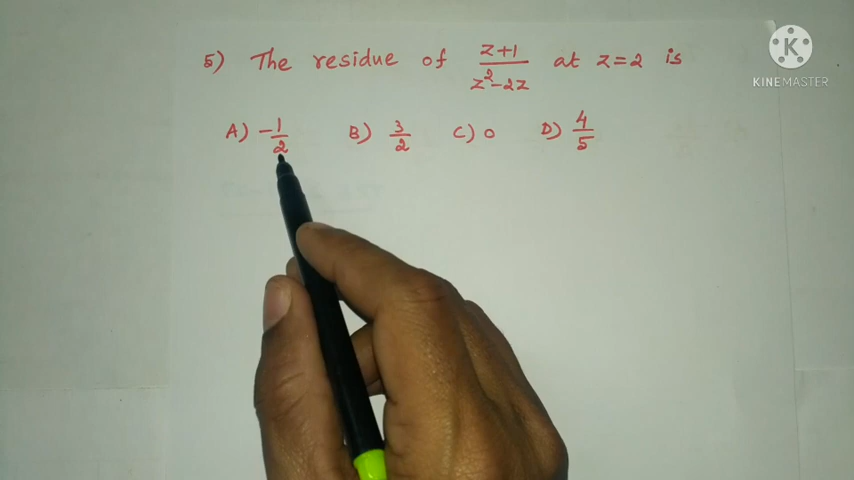 5) The residue of z+1/z²-2z at z=2 is
A) -1/2 B) 3/2 C) 0 D) 4/5
K
KINEMASTER